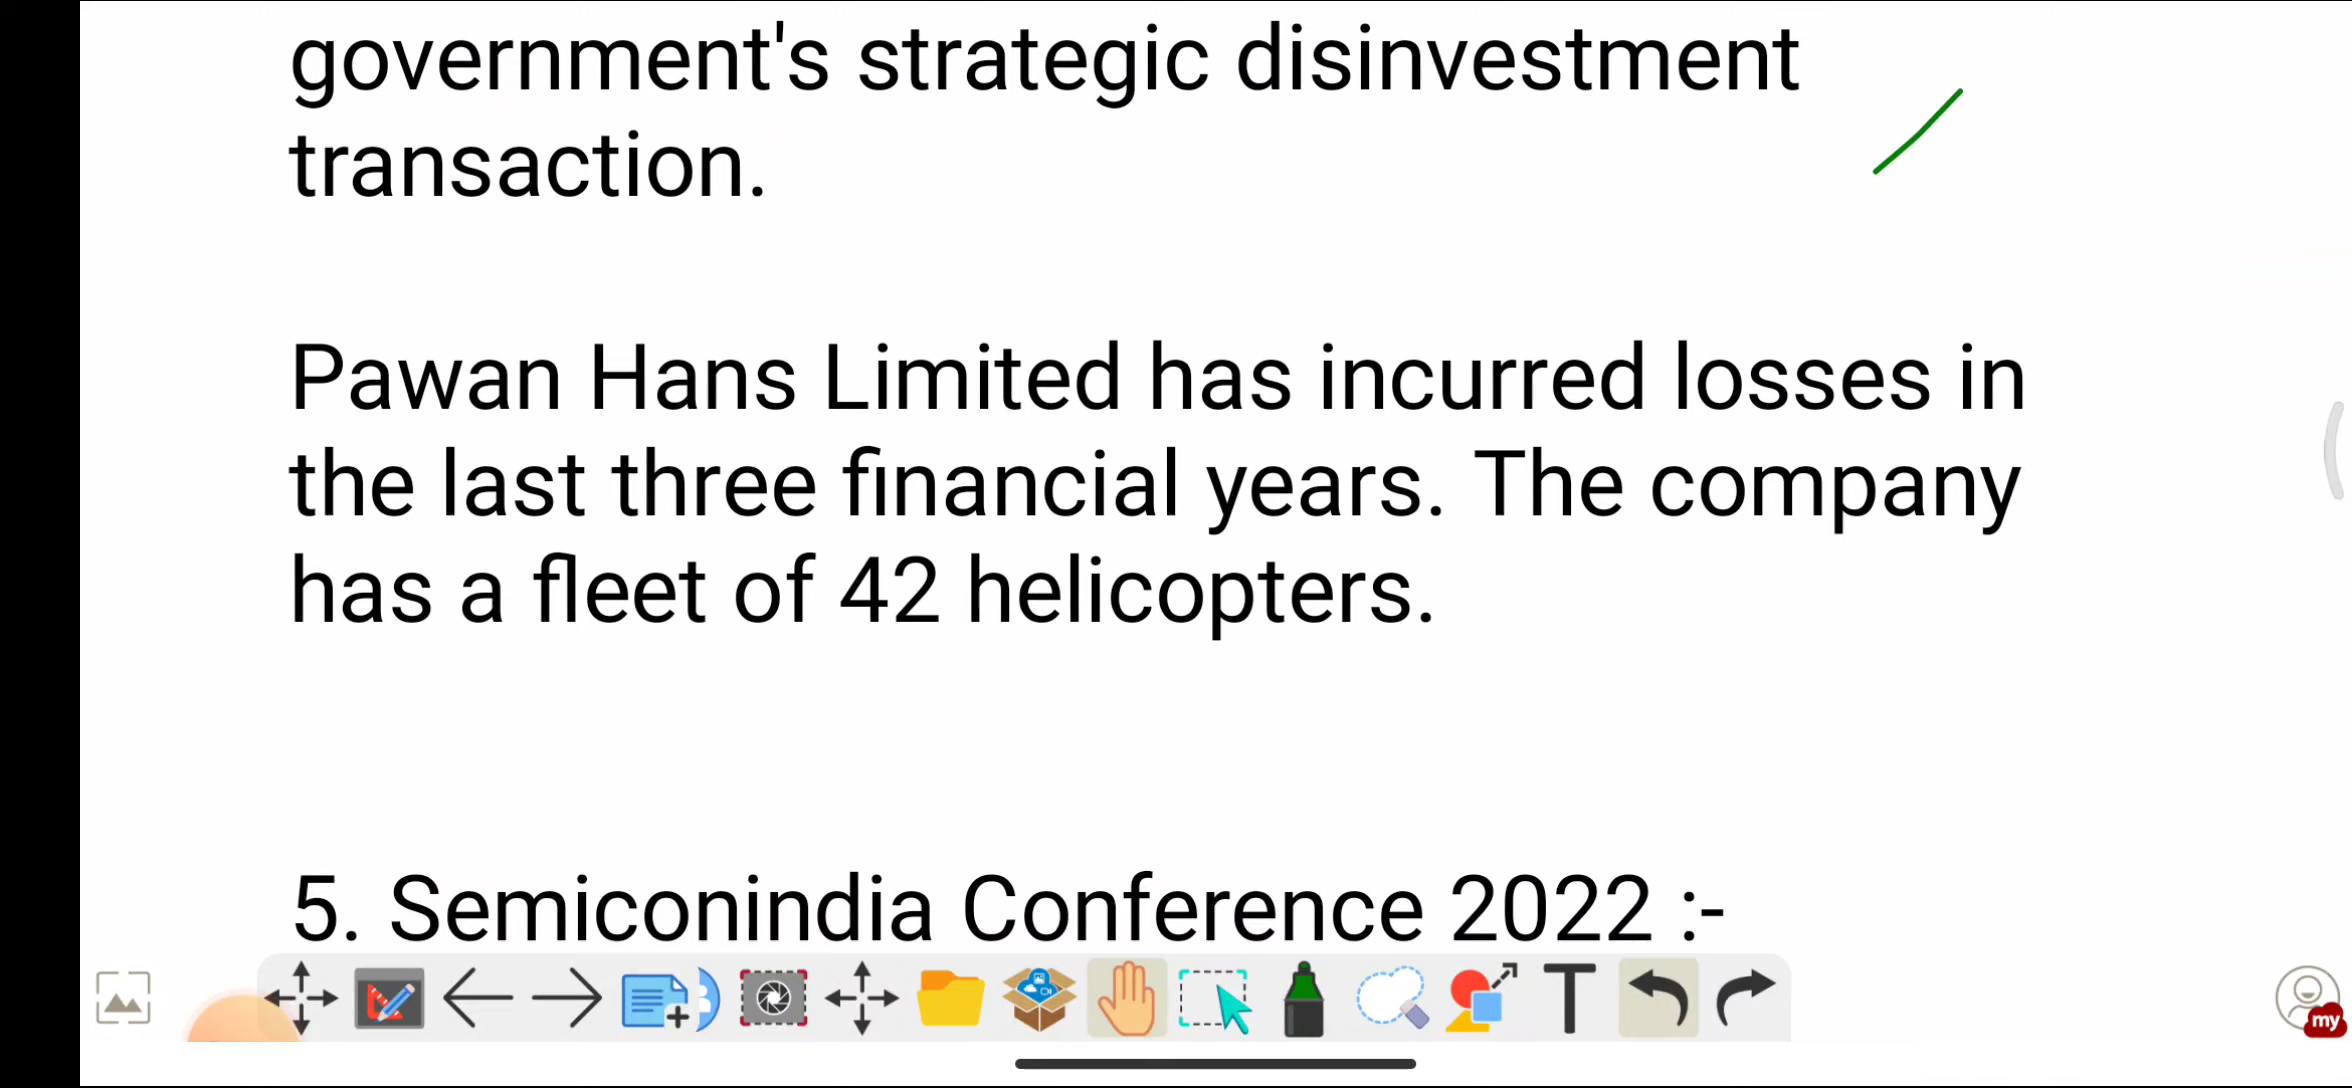 government's strategic disinvestment
transaction.
Pawan Hans Limited has incurred losses in
the last three financial years. The company
has a fleet of 42 helicopters.
5. Semiconindia Conference 2022 :-
my